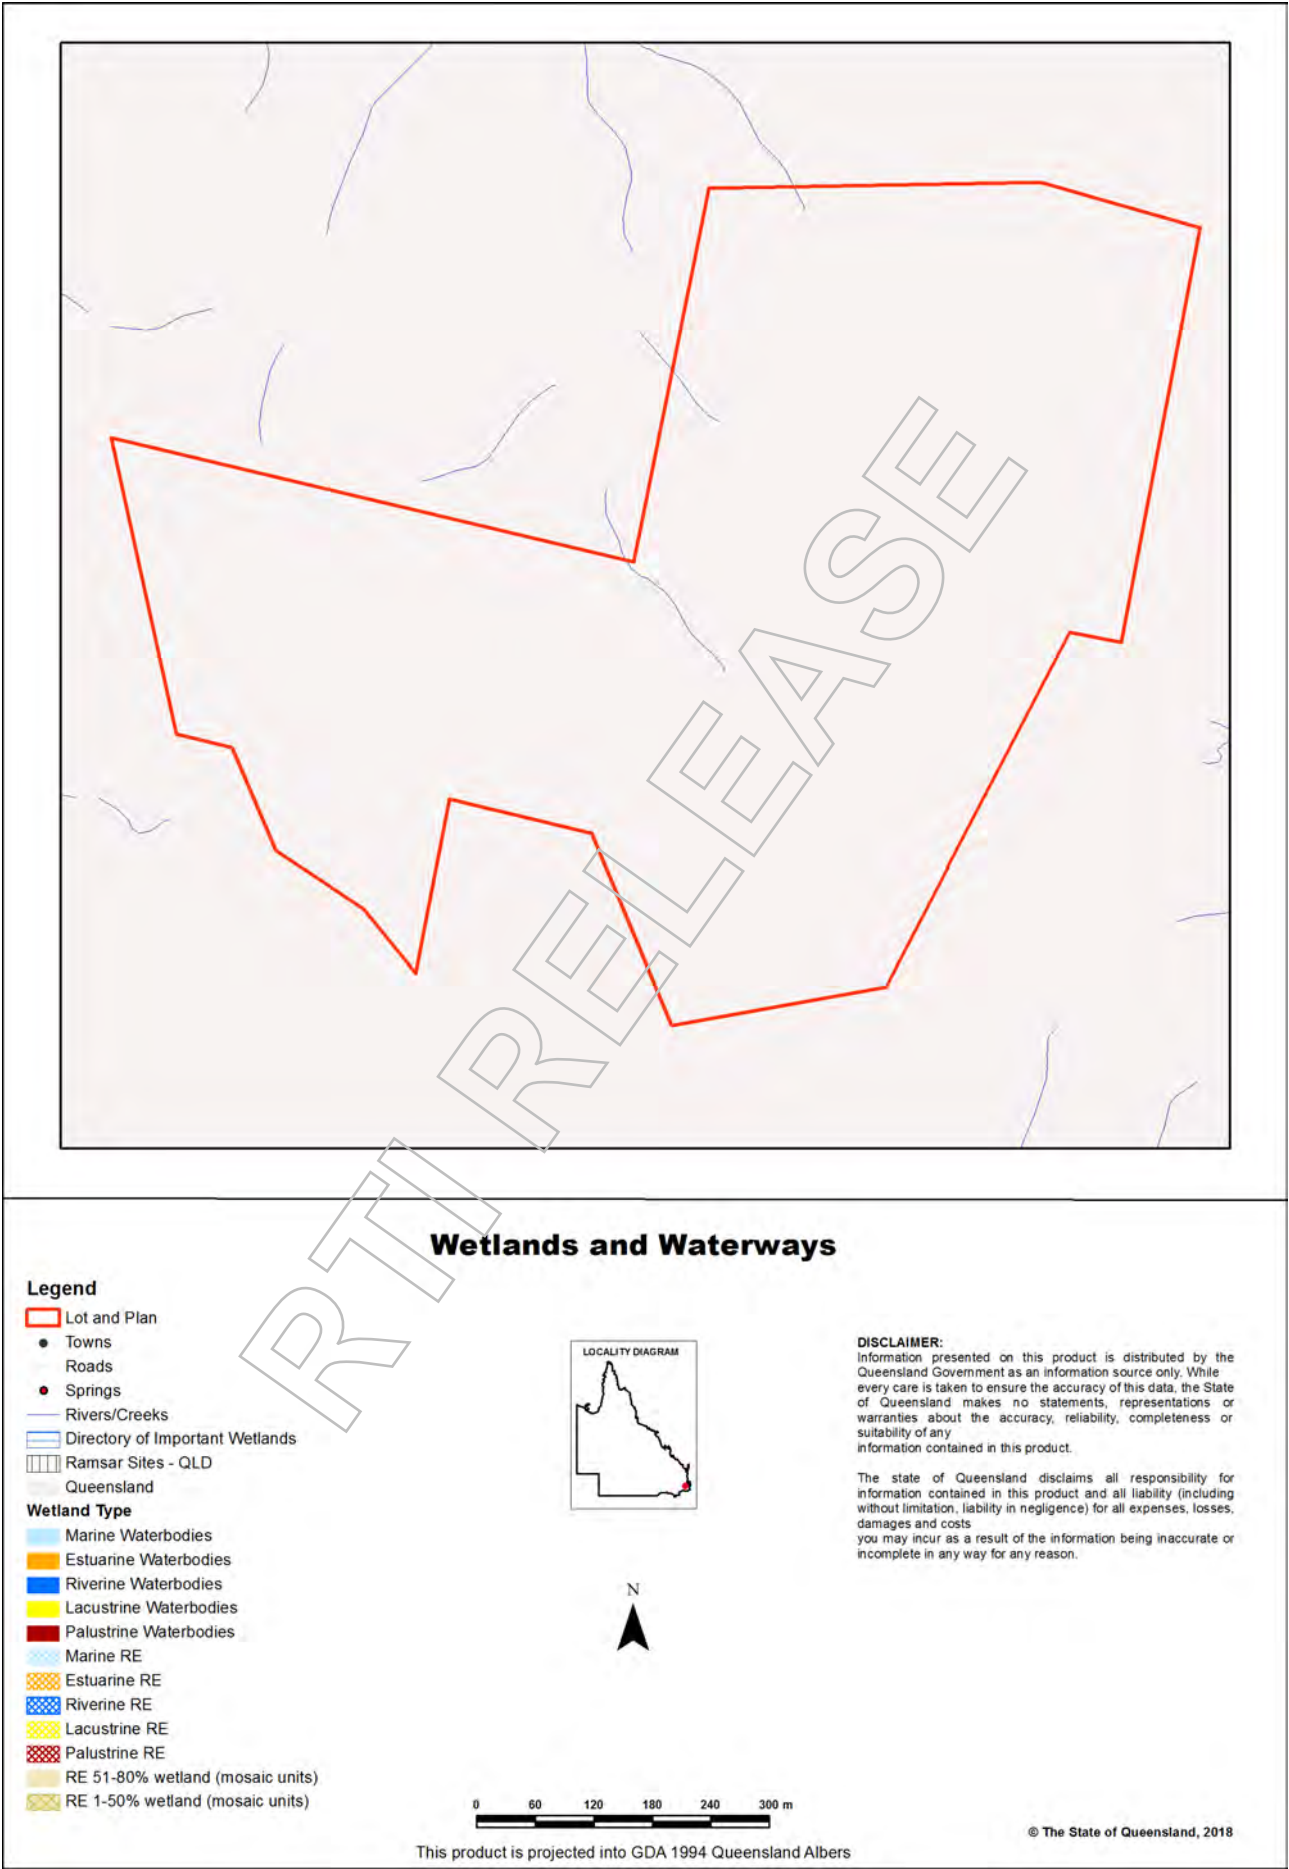 RTI RELEASE
Wetlands and Waterways
Legend
Lot and Plan
Towns
Roads
Springs
Rivers/Creeks
Directory of Important Wetlands
Ramsar Sites - QLD
Queensland
Wetland Type
Marine Waterbodies
Estuarine Waterbodies
Riverine Waterbodies
Lacustrine Waterbodies
Palustrine Waterbodies
Marine RE
Estuarine RE
Riverine RE
Lacustrine RE
Palustrine RE
RE 51-80% wetland (mosaic units)
RE 1-50% wetland (mosaic units)
LOCALITY DIAGRAM
N
0 60 120 180 240 300 m
This product is projected into GDA 1994 Queensland Albers
DISCLAIMER:
Information presented on this product is distributed by the
Queensland Government as an information source only. While
every care is taken to ensure the accuracy of this data, the State
of Queensland makes no statements, representations or
warranties about the accuracy, reliability, completeness or
suitability of any
information contained in this product.
The state of Queensland disclaims all responsibility for
information contained in this product and all liability (including
without limitation, liability in negligence) for all expenses, losses,
damages and costs
you may incur as a result of the information being inaccurate or
incomplete in any way for any reason.
© The State of Queensland, 2018